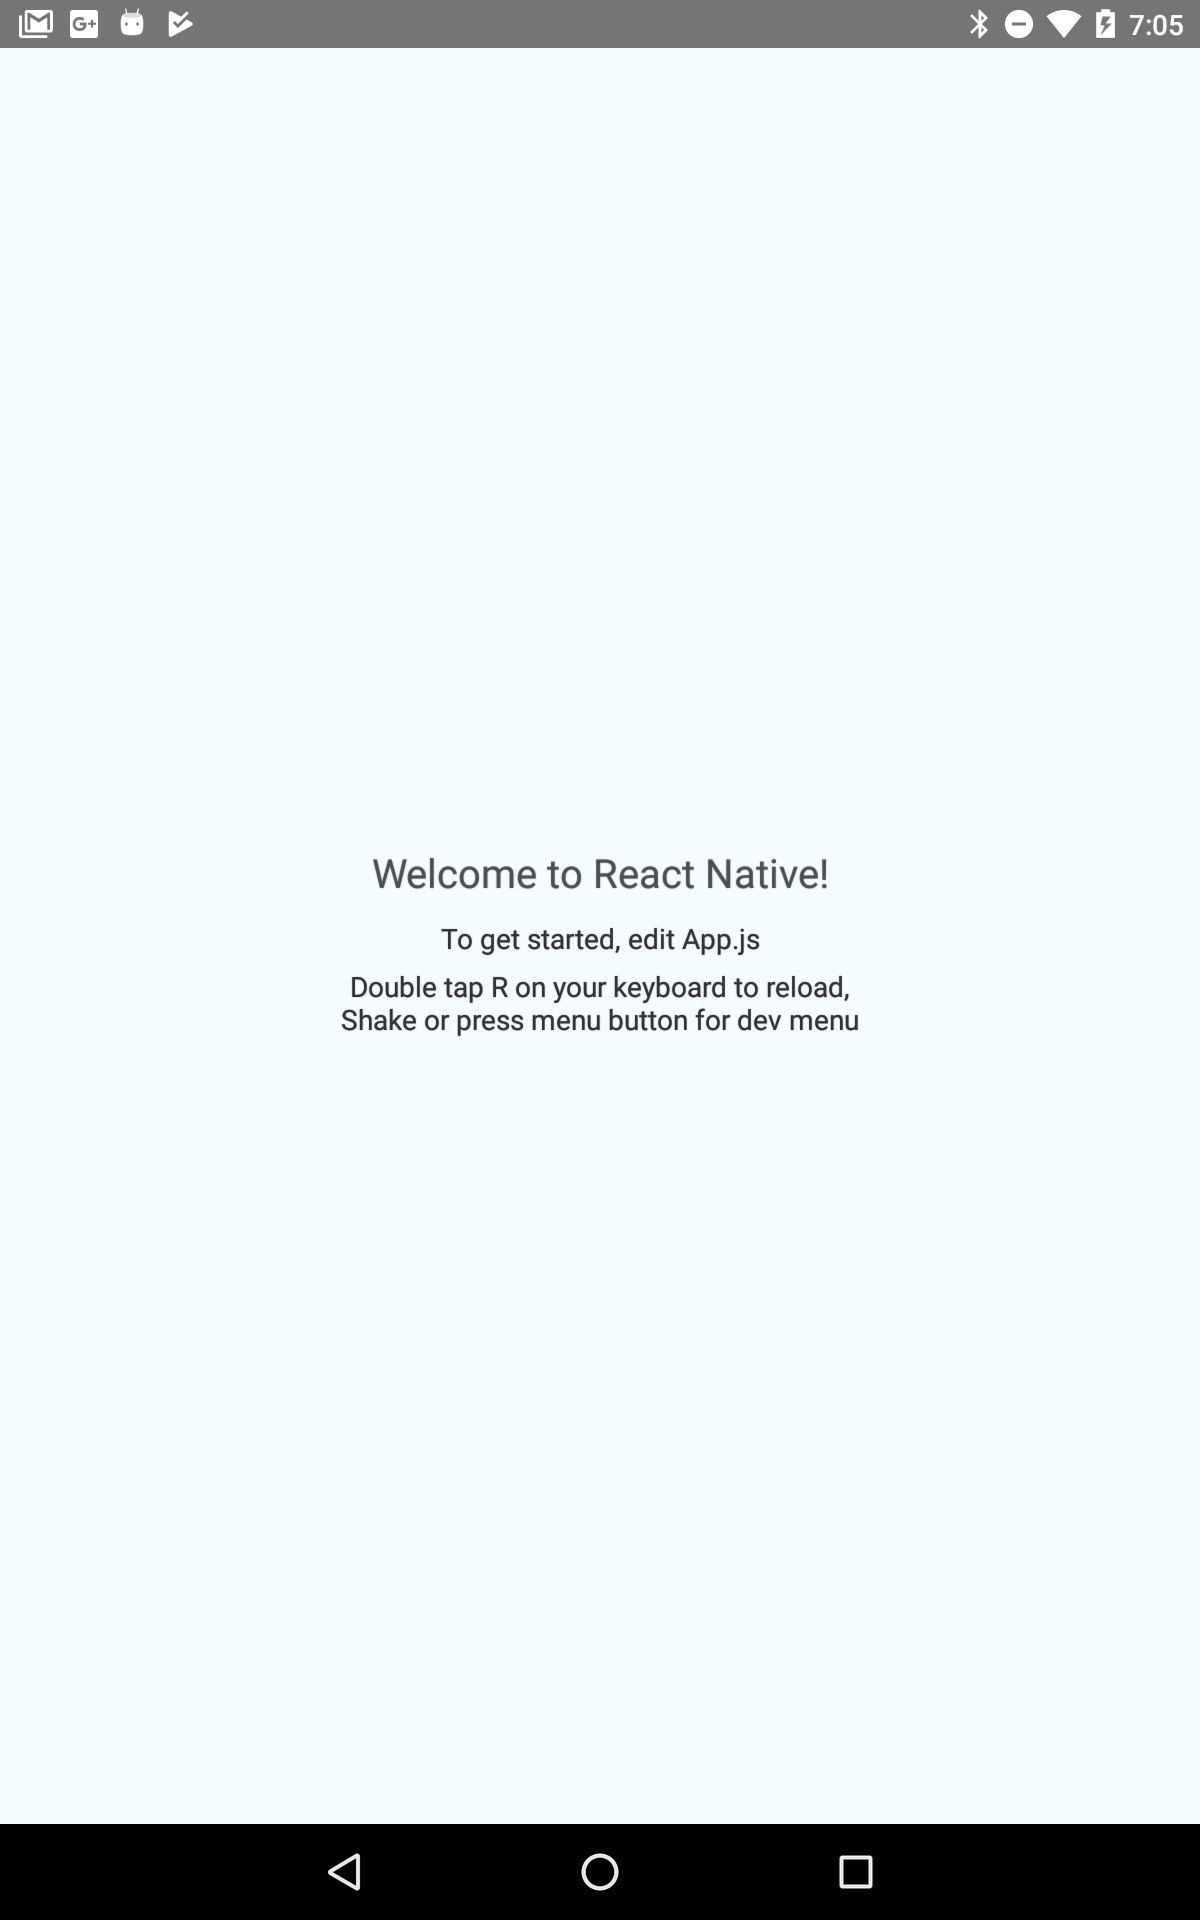 G+
7:05
Welcome to React Native!
To get started, edit App.js
Double tap R on your keyboard to reload,
Shake or press menu button for dev menu